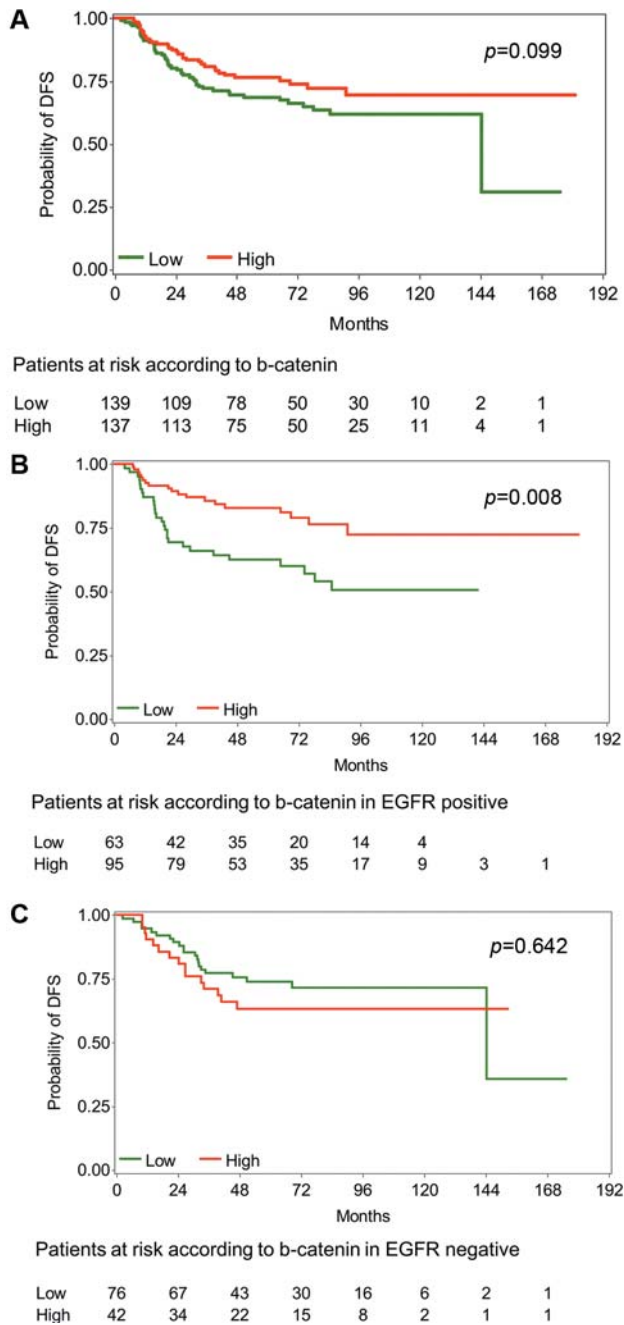 A
p=0.099
Probability of DFS
1.00
0.75
0.50
0.25
0.00
Low High
0 24 48 72 96 120 144 168 192
Months
Patients at risk according to b-catenin
Low 139 109 78 50 30 10 2 1
High 137 113 75 50 25 11 4 1
B
p=0.008
Probability of DFS
1.00
0.75
0.50
0.25
0.00
Low High
0 24 48 72 96 120 144 168 192
Months
Patients at risk according to b-catenin in EGFR positive
Low 63 42 35 20 14 4
High 95 79 53 35 17 9 3 1
C
p=0.642
Probability of DFS
1.00
0.75
0.50
0.25
0.00
Low High
0 24 48 72 96 120 144 168 192
Months
Patients at risk according to b-catenin in EGFR negative
Low 76 67 43 30 16 6 2 1
High 42 34 22 15 8 2 1 1